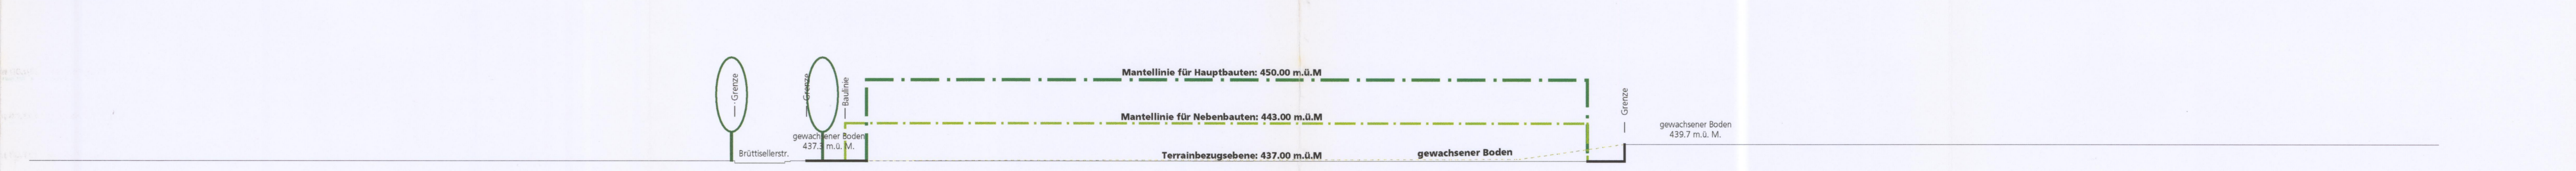 Grenze
Grenze
Baulinie
Mantellinie für Hauptbauten: 450.00 m.ü.M
Mantellinie für Nebenbauten: 443.00 m.ü.M
Grenze
gewachsener Boden
439.7 m.ü. M.
gewachsener Boden
437.3 m.ü. M.
Brüttisellerstr.
Terrainbezugsebene: 437.00 m.ü.M
gewachsener Boden